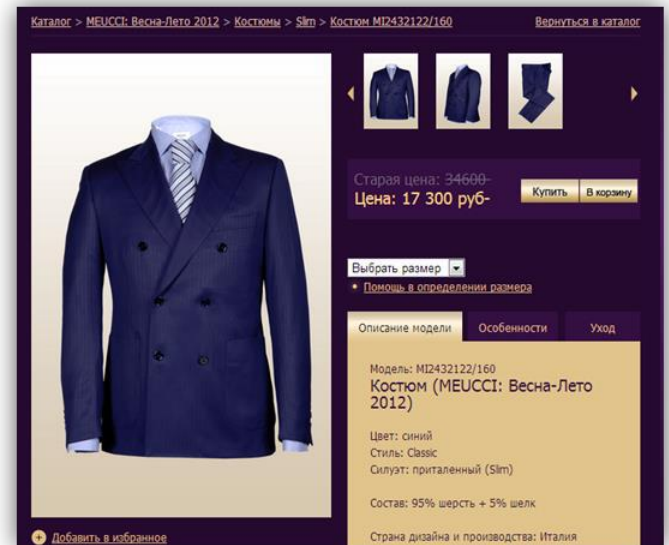 Каталог > MEUCCI: Весна-Лето 2012 > Костюмы > Slim > Костюм MI2432122/160
Вернуться в каталог
Старая цена: 34600-
Цена: 17 300 руб-
Купить
В корзину
Выбрать размер
Помощь в определении размера
Описание модели
Особенности
Уход
Модель: MI2432122/160
Костюм (MEUCCI: Весна-Лето
2012)
Цвет: синий
Стиль: Classic
Силуэт: приталенный (Slim)
Состав: 95% шерсть + 5% шелк
Страна дизайна и производства: Италия
Добавить в избранное